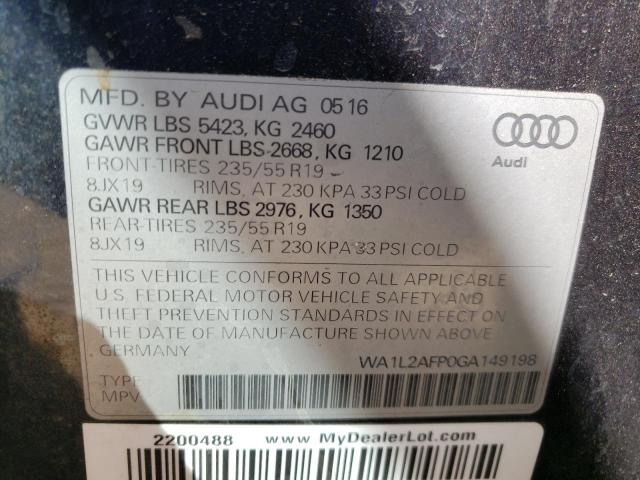 MFD. BY AUDI AG 05 16
GVWR LBS 5423, KG 2460
GAWR FRONT LBS-2668, KG 1210
FRONT-TIRES 235/55 R19
8JX19 RIMS, AT 230 KPA 33 PSI COLD
GAWR REAR LBS 2976, KG 1350
REAR-TIRES 235/55 R19
8JX19 RIMS, AT 230 KPA 33 PSI COLD
Audi
THIS VEHICLE CONFORMS TO ALL APPLICABLE
U.S. FEDERAL MOTOR VEHICLE SAFETY AND
THEFT PREVENTION STANDARDS IN EFFECT ON
THE DATE OF MANUFACTURE SHOWN ABOVE
GERMANY WA1L2AFP0GA149198
TYPE
MPV
2200488 www.MyDealerLot.com